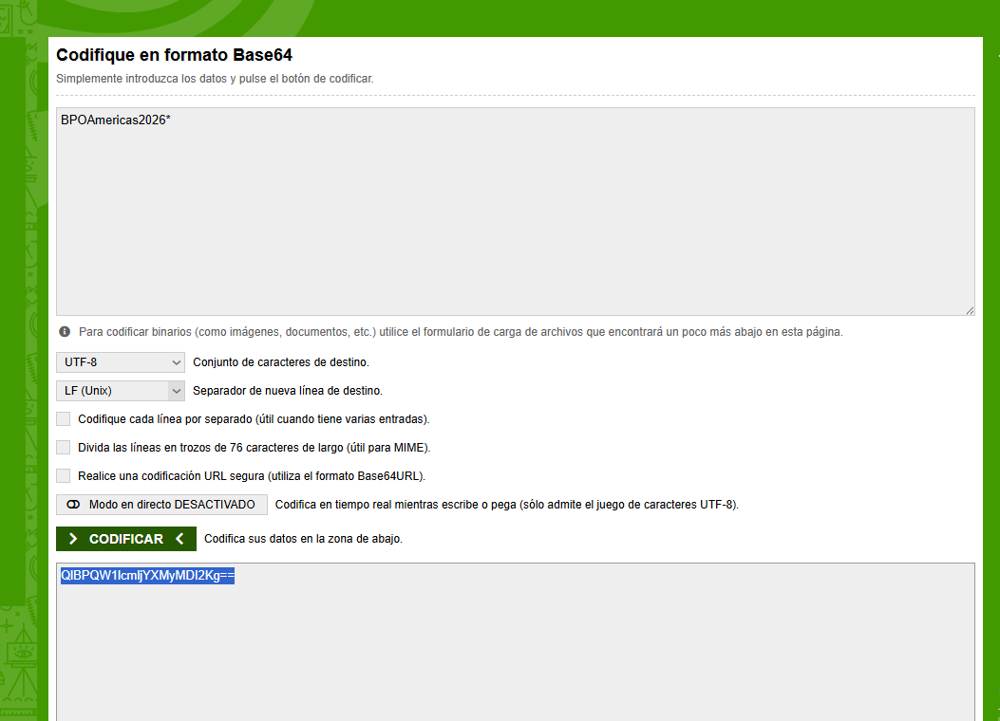 Codifique en formato Base64
Simplemente introduzca los datos y pulse el botón de codificar.
BPOAmericas2026*
Para codificar binarios (como imágenes, documentos, etc.) utilice el formulario de carga de archivos que encontrará un poco más abajo en esta página.
UTF-8 Conjunto de caracteres de destino.
LF (Unix) Separador de nueva línea de destino.
Codifique cada línea por separado (útil cuando tiene varias entradas).
Divida las líneas en trozos de 76 caracteres de largo (útil para MIME).
Realice una codificación URL segura (utiliza el formato Base64URL).
Modo en directo DESACTIVADO Codifica en tiempo real mientras escribe o pega (sólo admite el juego de caracteres UTF-8).
CODIFICAR Codifica sus datos en la zona de abajo.
QlBPQW1lcmljYXMyMDI2Kg==